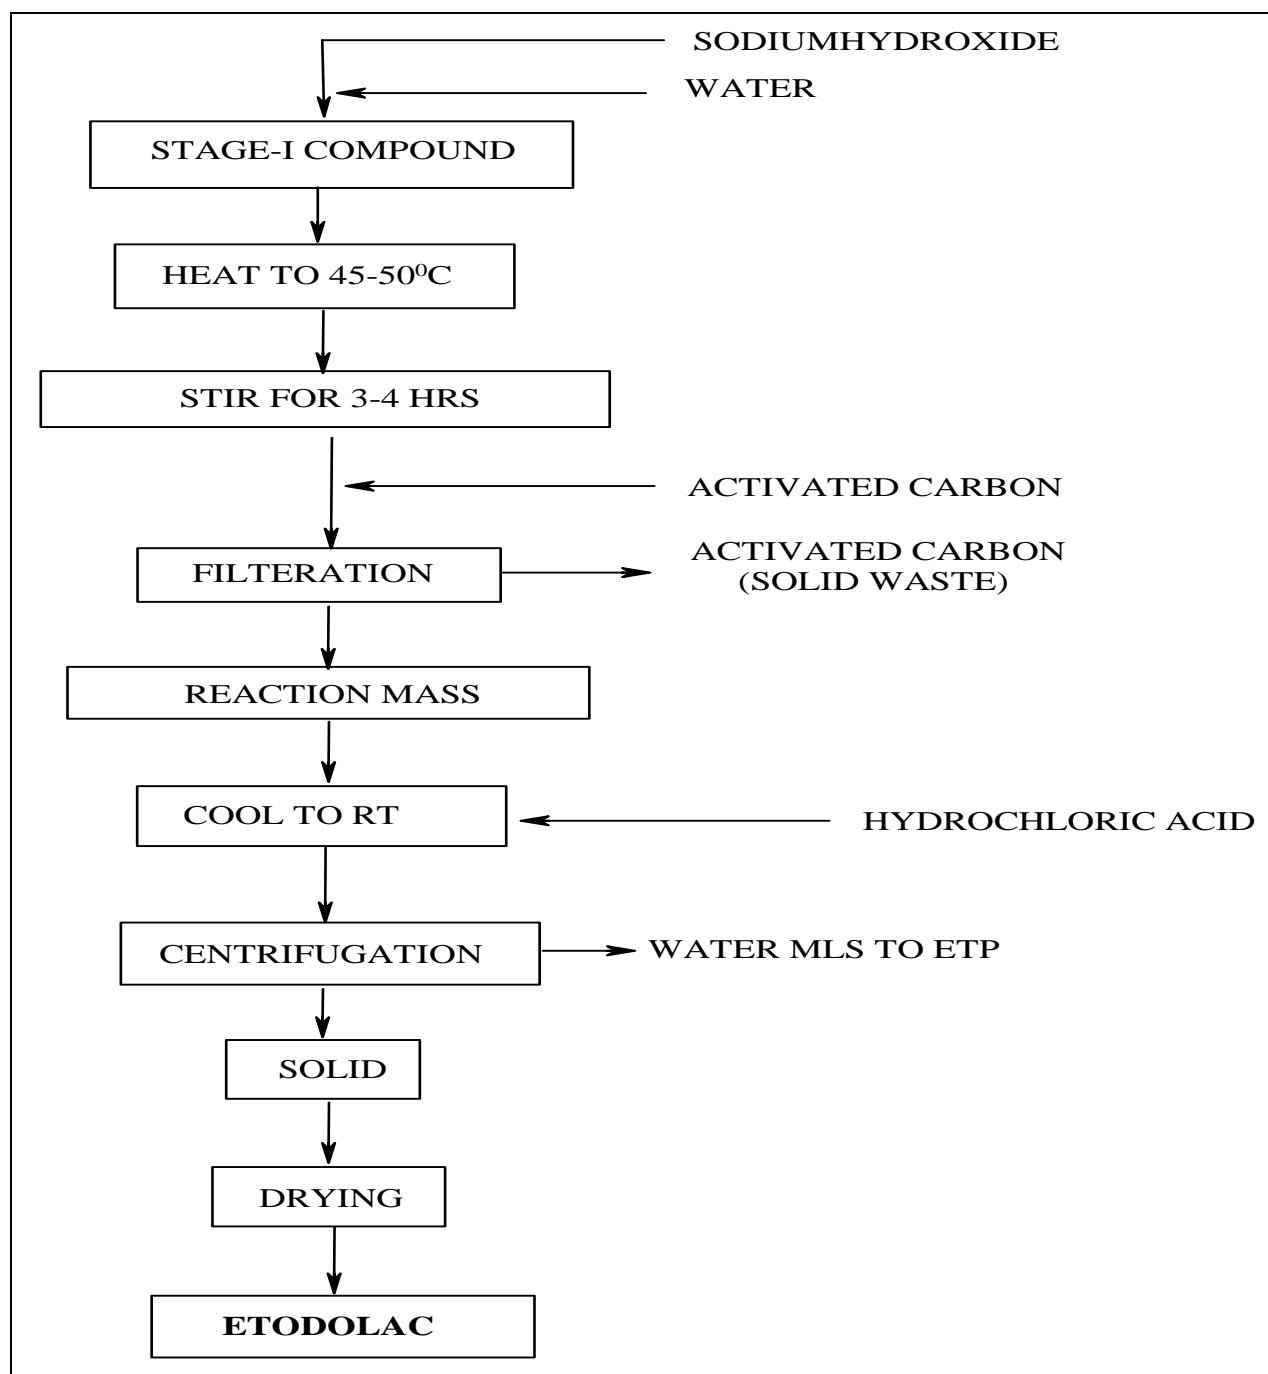 SODIUMHYDROXIDE
WATER
STAGE-I COMPOUND
HEAT TO 45-50⁰C
STIR FOR 3-4 HRS
ACTIVATED CARBON
FILTERATION
ACTIVATED CARBON
(SOLID WASTE)
REACTION MASS
COOL TO RT
HYDROCHLORIC ACID
CENTRIFUGATION
WATER MLS TO ETP
SOLID
DRYING
ETODOLAC